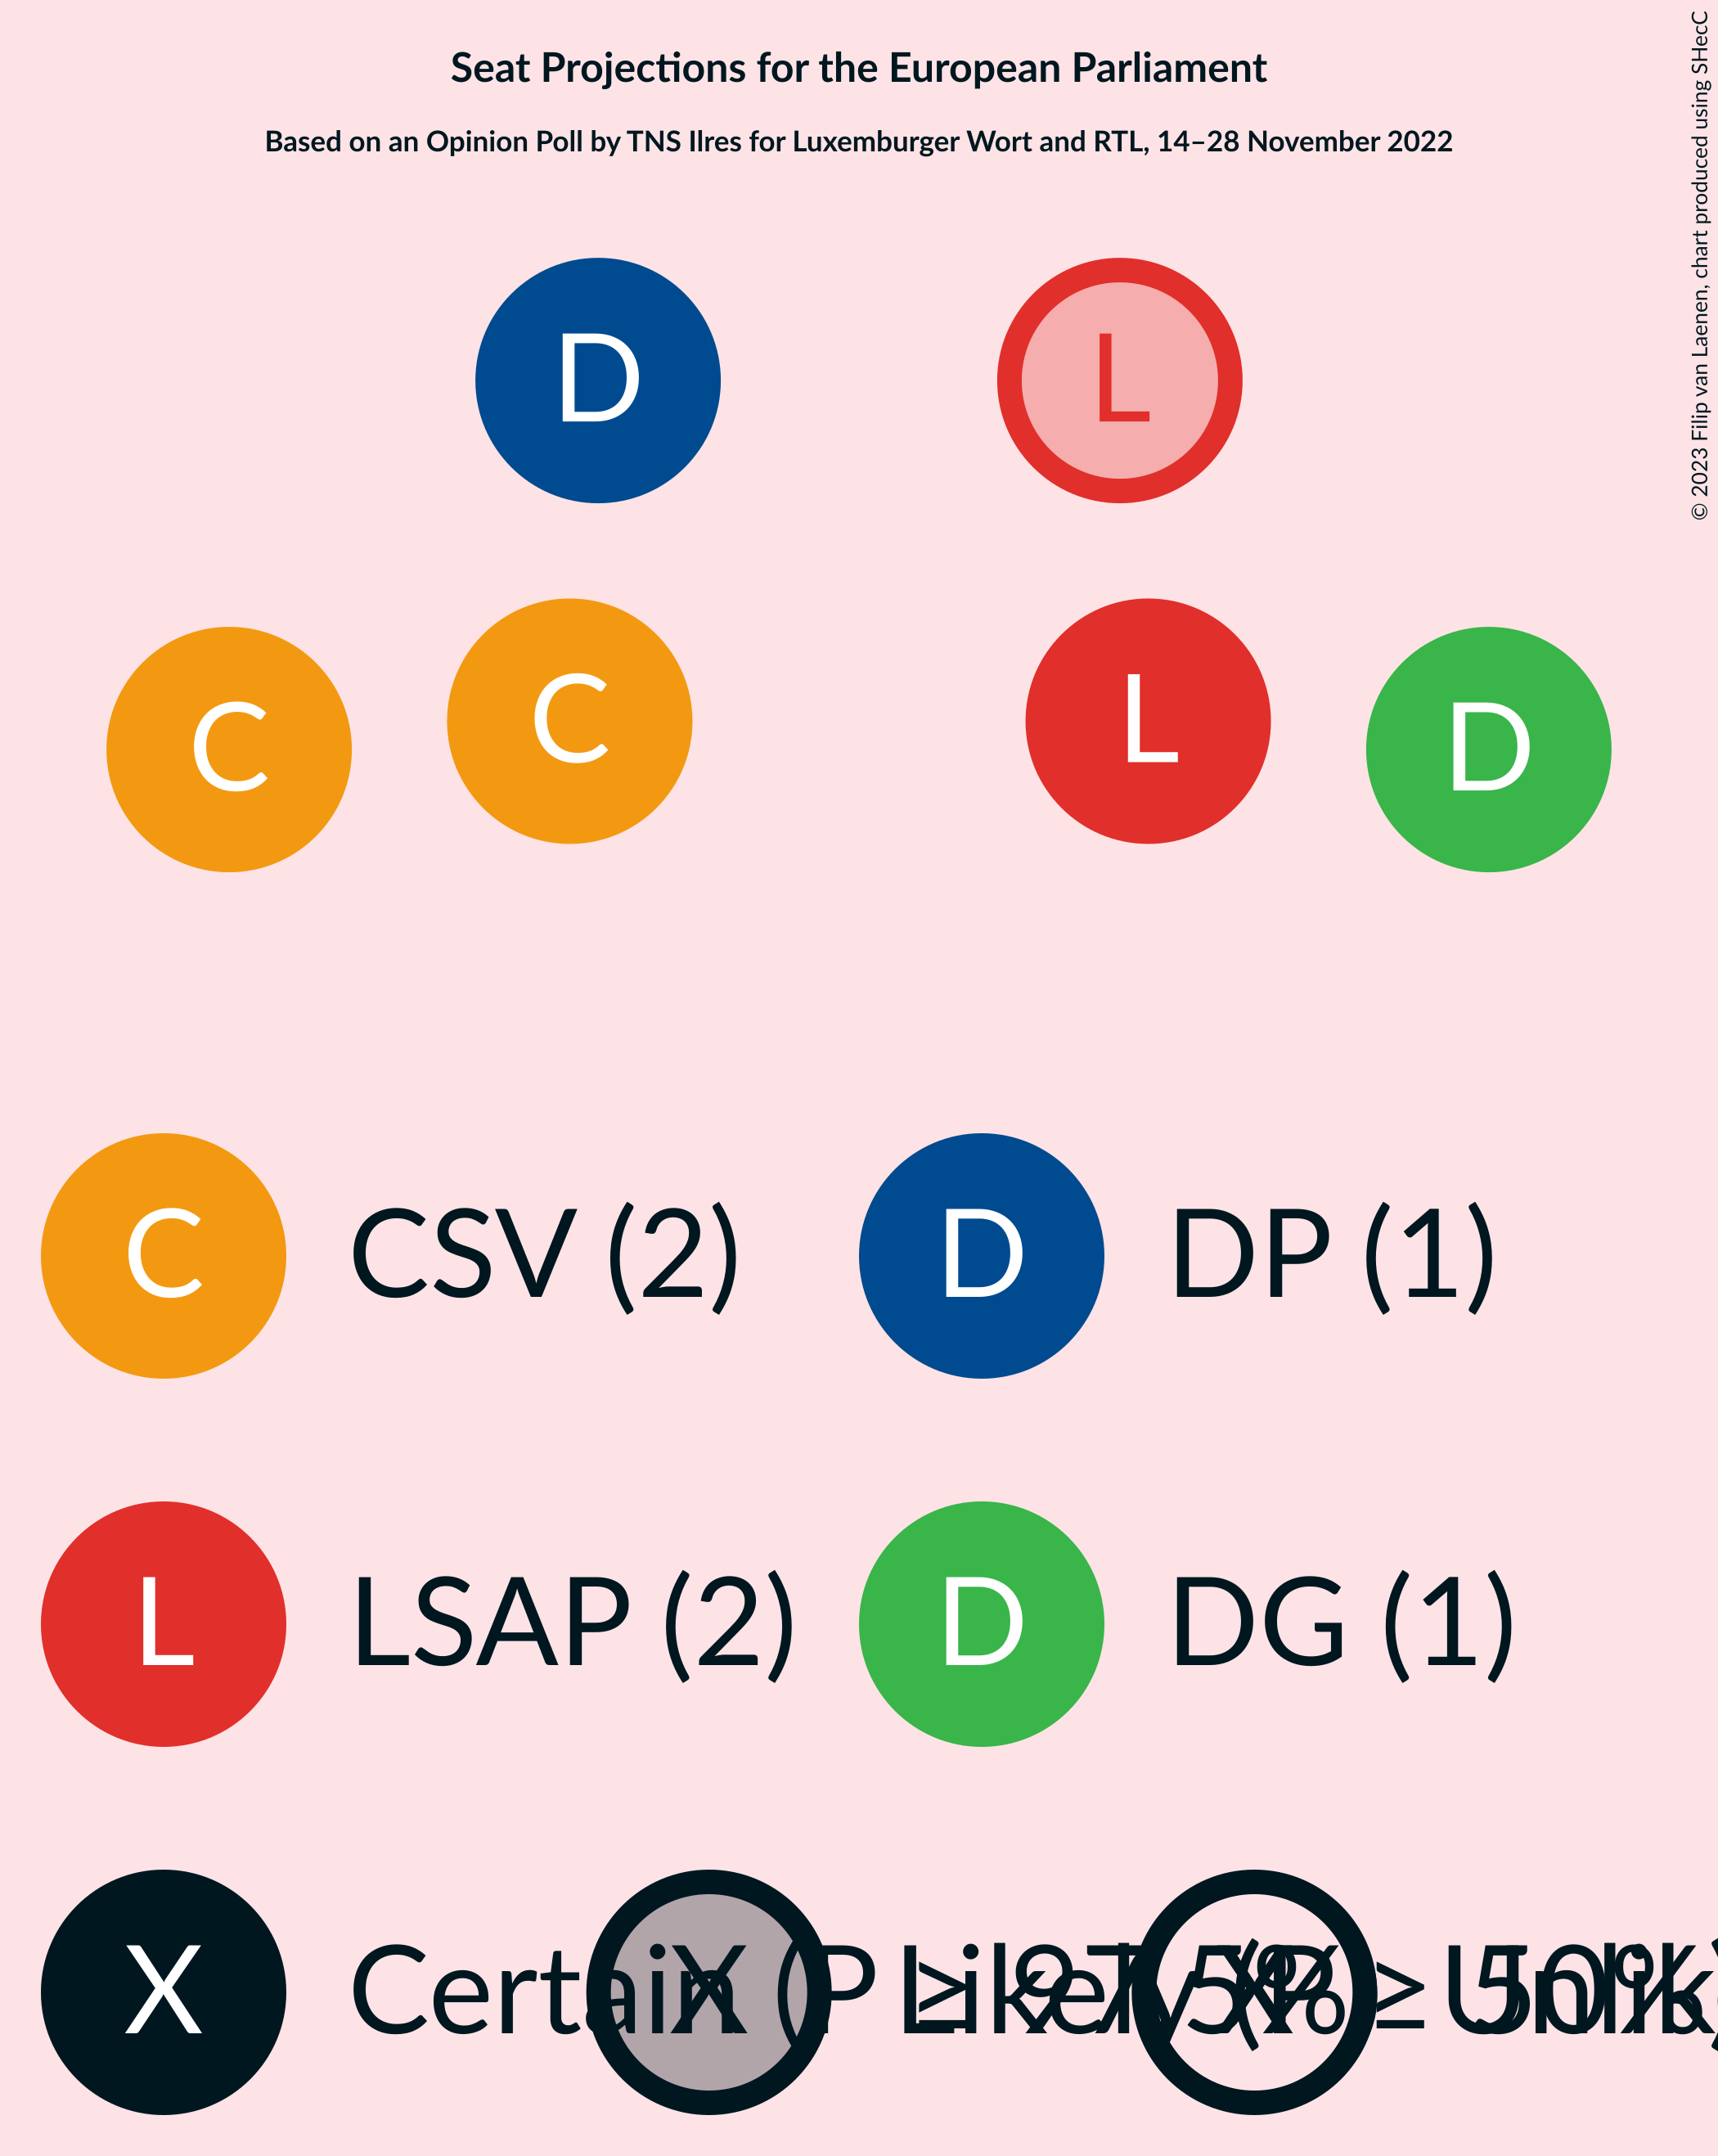 Seat Projections for the European Parliament
Based on an Opinion Poll by TNS Ilres for Luxemburger Wort and RTL, 14–28 November 2022
© 2023 Filip van Laenen, chart produced using SHecC
D L
C C L D
C CSV (2) D DP (1)
L LSAP (2) D DG (1)
X Certain X Likely X